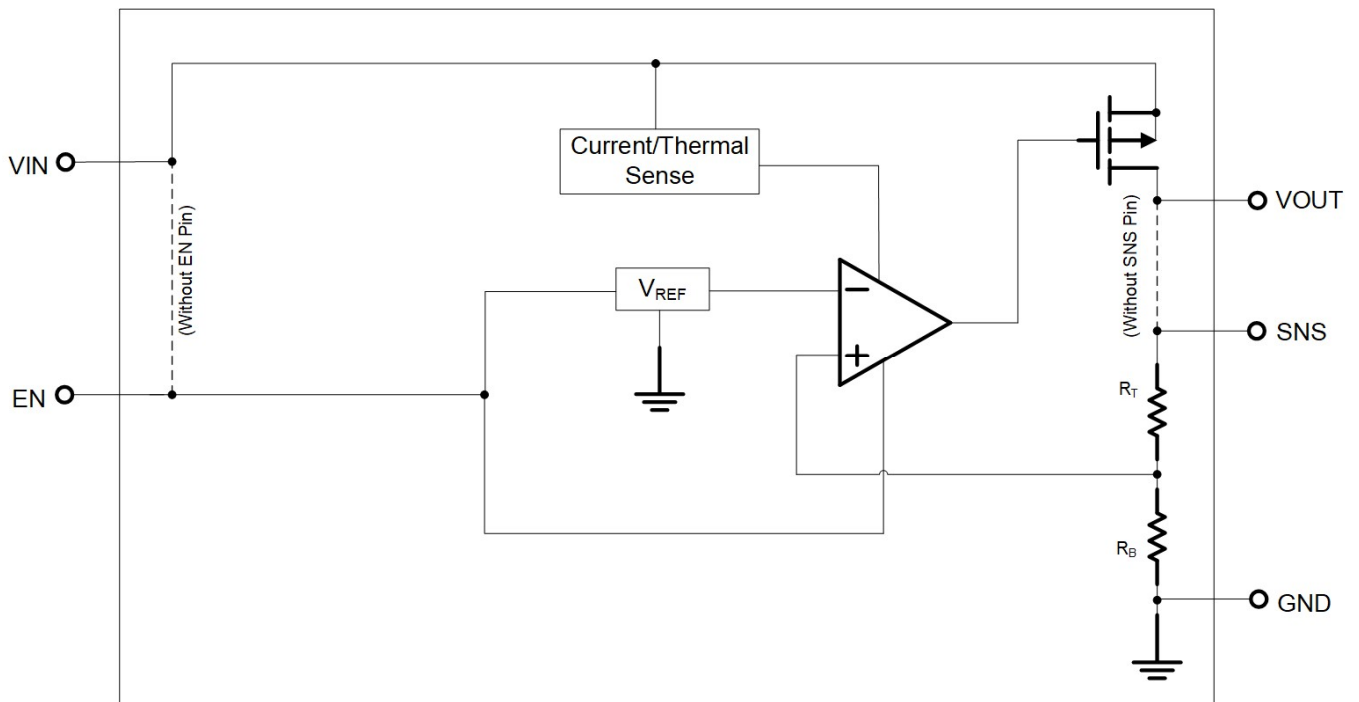 Current/Thermal
Sense
VIN
(Without EN Pin)
(Without SNS Pin)
VOUT
VREF
−
+
SNS
EN
RT
RB
GND